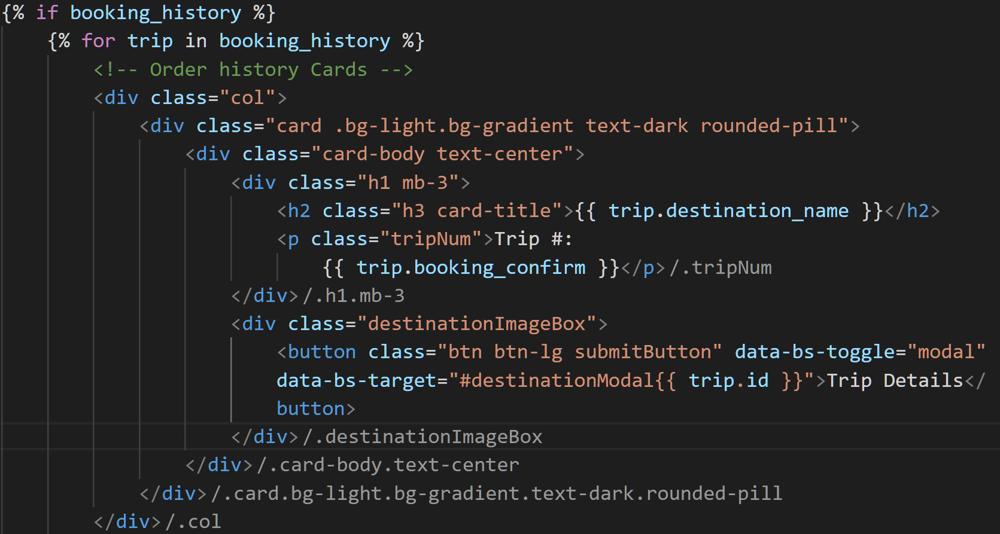 {% if booking_history %}
{% for trip in booking_history %}
<!-- Order history Cards -->
<div class="col">
<div class="card .bg-light.bg-gradient text-dark rounded-pill">
<div class="card-body text-center">
<div class="h1 mb-3">
<h2 class="h3 card-title">{{ trip.destination_name }}</h2>
<p class="tripNum">Trip #:
{{ trip.booking_confirm }}</p>/.tripNum
</div>/.h1.mb-3
<div class="destinationImageBox">
<button class="btn btn-lg submitButton" data-bs-toggle="modal"
data-bs-target="#destinationModal{{ trip.id }}">Trip Details</
button>
</div>/.destinationImageBox
</div>/.card-body.text-center
</div>/.card.bg-light.bg-gradient.text-dark.rounded-pill
</div>/.col